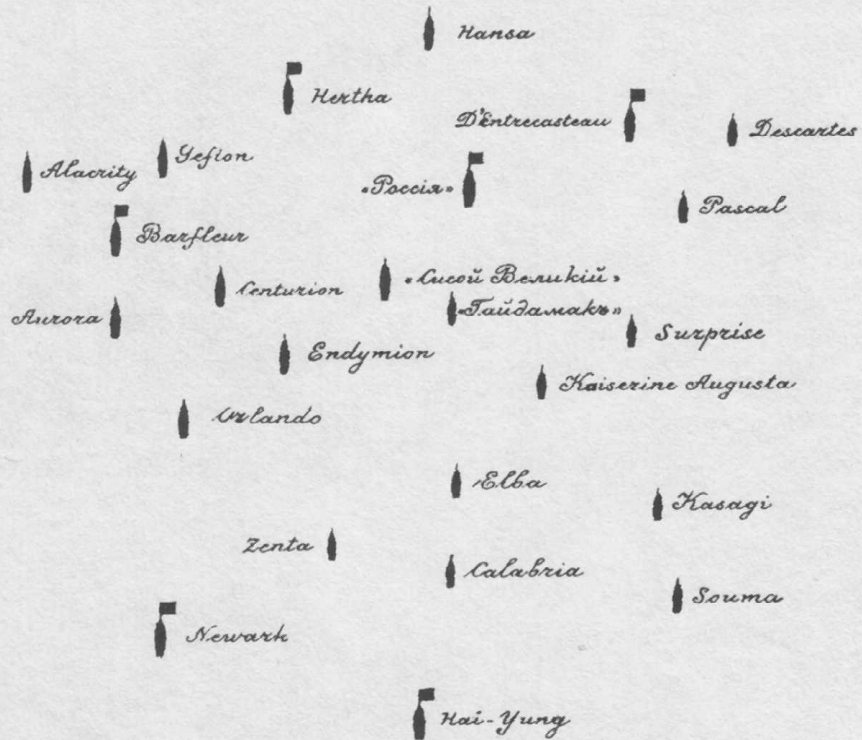 Hansa
Hertha
D'Entrecasteau
Descartes
Alacrity
Gefion
«Россія»
Pascal
Barfleur
Centurion
«Сисой Великій»
Aurora
«Гайдамакъ»
Surprise
Endymion
Kaiserine Augusta
Orlando
Elba
Kasagi
Zenta
Calabria
Souma
Newark
Hai-Yung